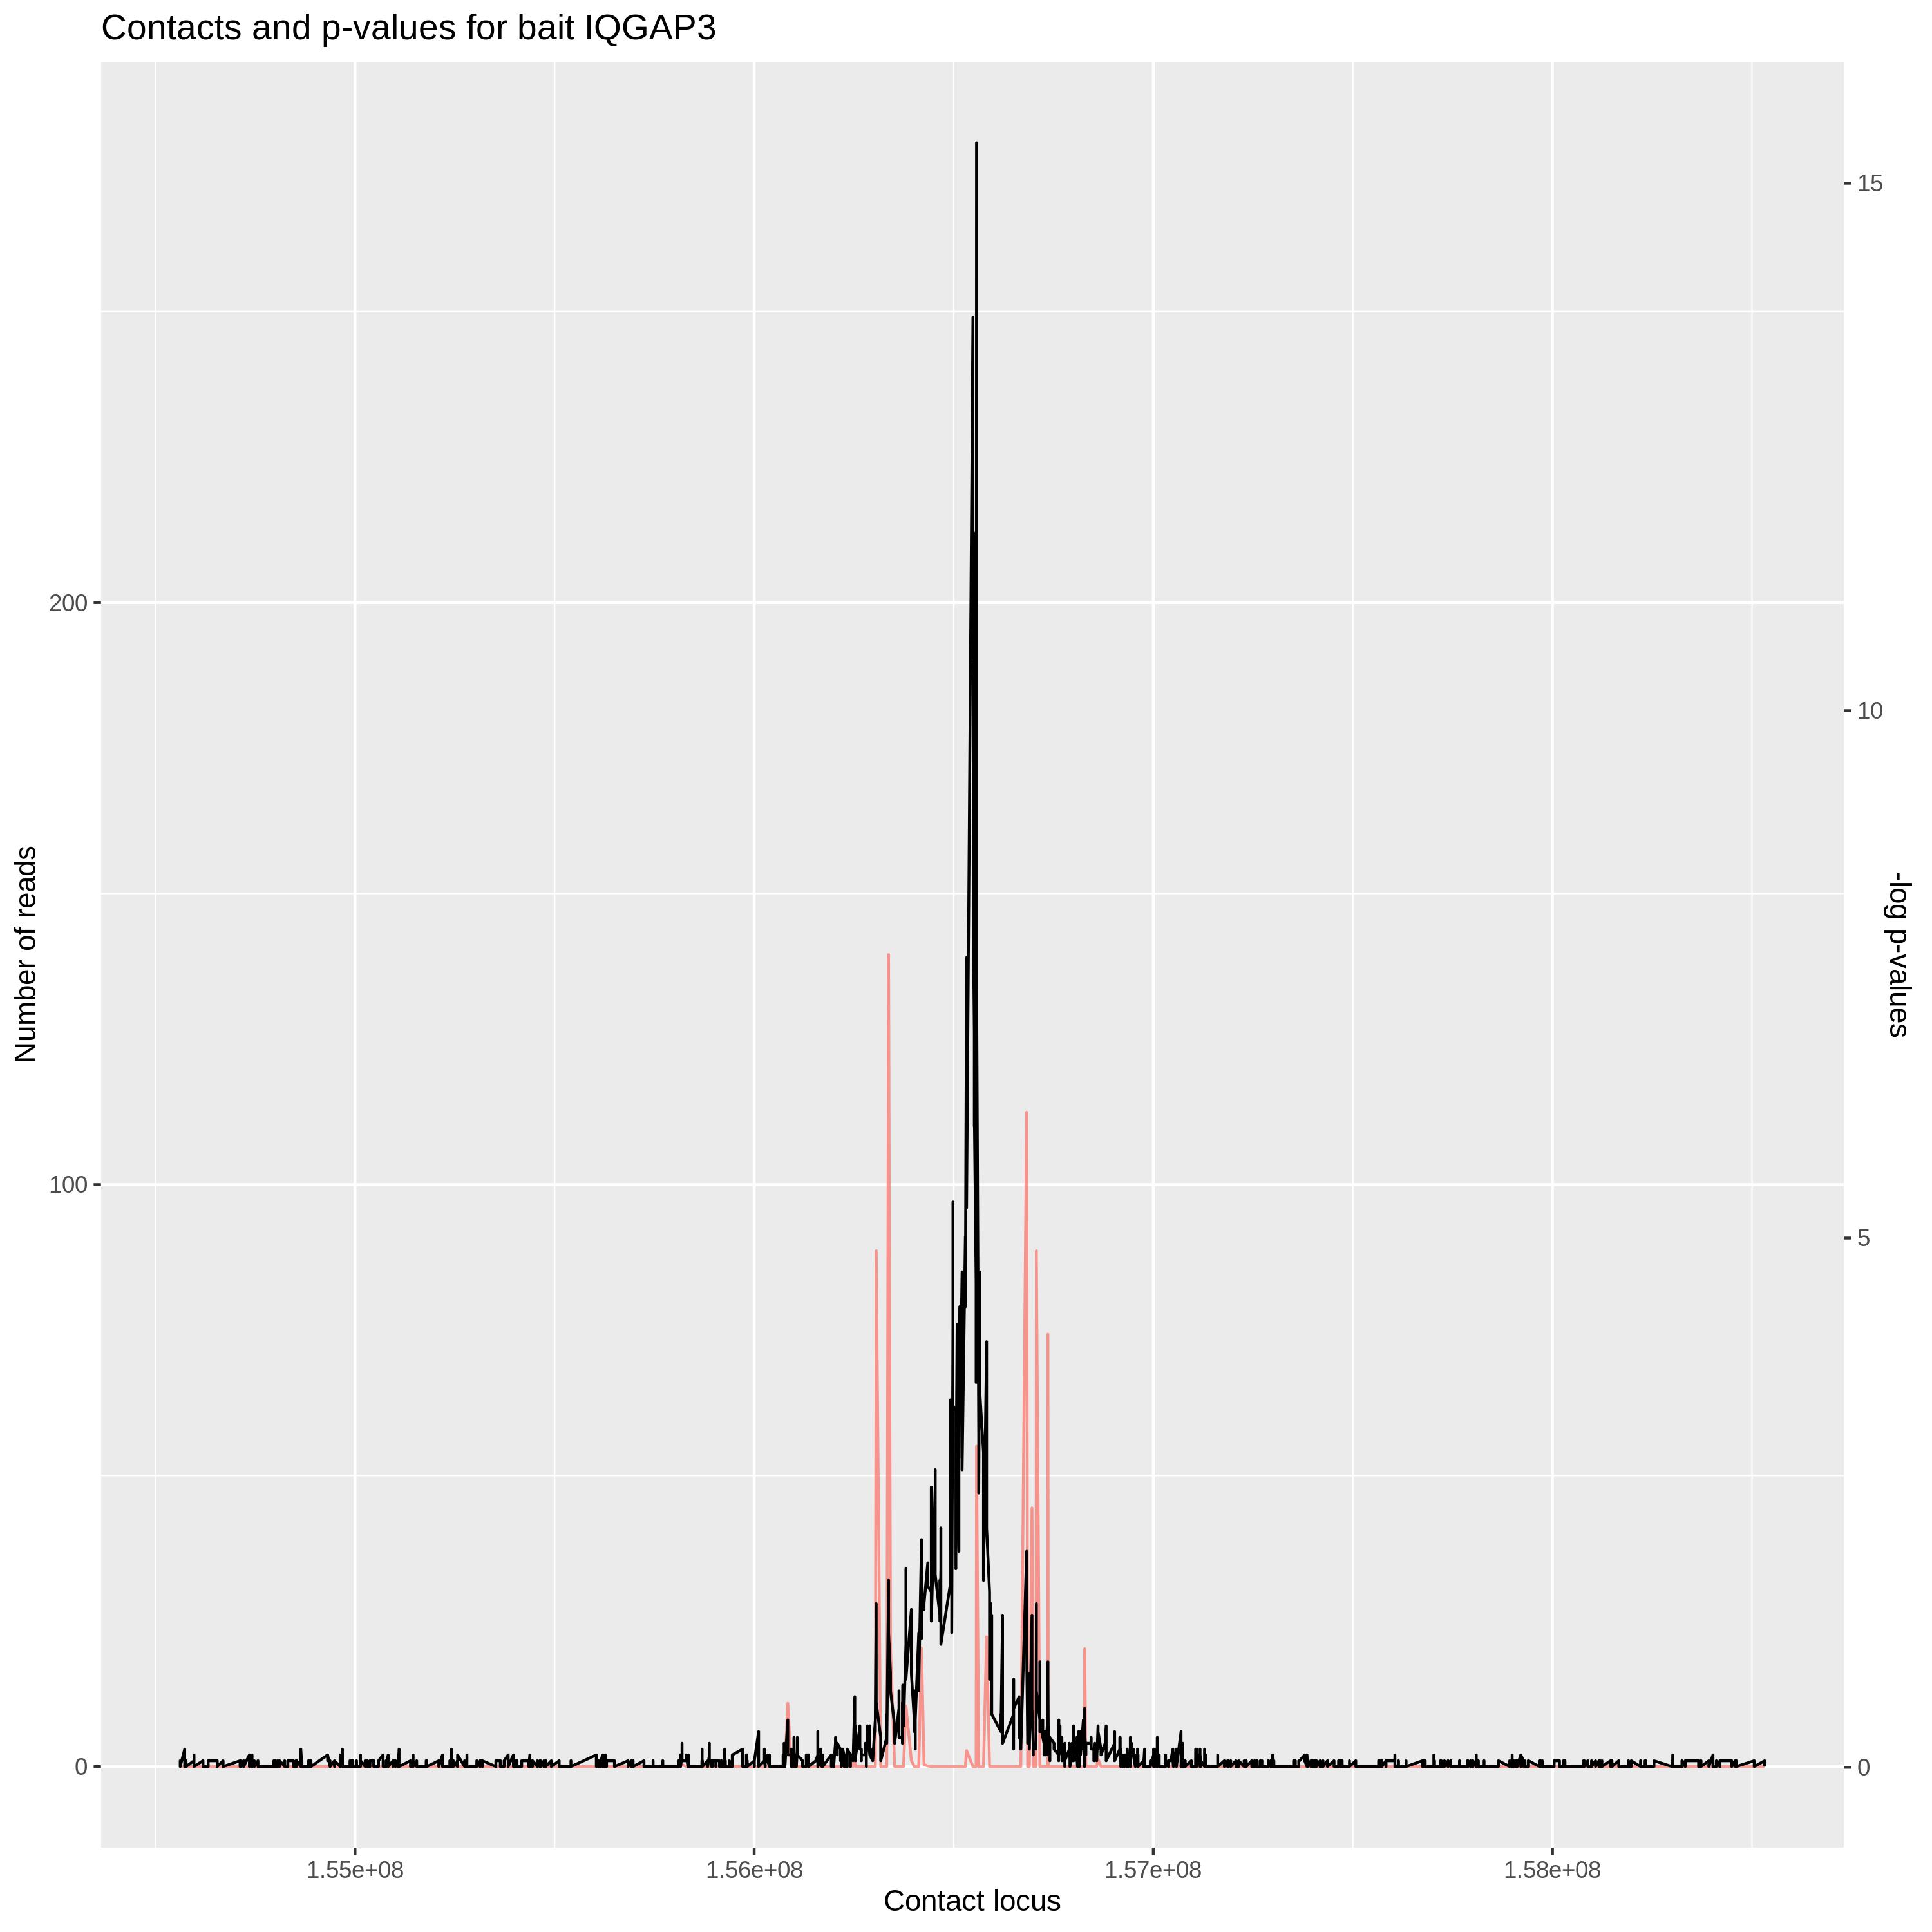 Contacts and p-values for bait IQGAP3
Number of reads
200
100
0
15
10
5
0
-log p-values
1.55e+08
1.56e+08
1.57e+08
1.58e+08
Contact locus